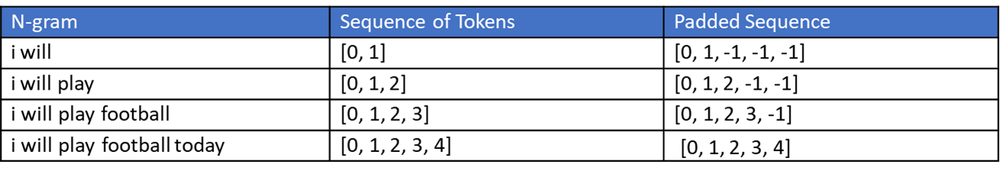 N-gram Sequence of Tokens Padded Sequence
i will [0, 1] [0, 1, -1, -1, -1]
i will play [0, 1, 2] [0, 1, 2, -1, -1]
i will play football [0, 1, 2, 3] [0, 1, 2, 3, -1]
i will play football today [0, 1, 2, 3, 4] [0, 1, 2, 3, 4]